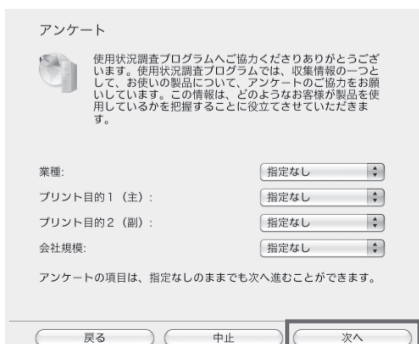 アンケート
使用状況調査プログラムへご協力くださりありがとうござ
います。使用状況調査プログラムでは、収集情報の一つと
して、お使いの製品について、アンケートのご協力をお願
いしています。この情報は、どのようなお客様が製品を使
用しているかを把握することに役立てさせていただきま
す。
業種: 指定なし
プリント目的１（主）: 指定なし
プリント目的２（副）: 指定なし
会社規模: 指定なし
アンケートの項目は、指定なしのままでも次へ進むことができます。
戻る 中止 次へ